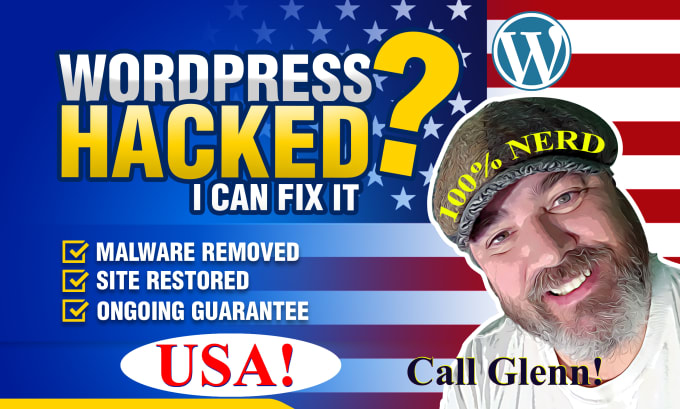 WORDPRESS
HACKED?
I CAN FIX IT
MALWARE REMOVED
SITE RESTORED
ONGOING GUARANTEE
USA!
W
100% NERD
Call Glenn!